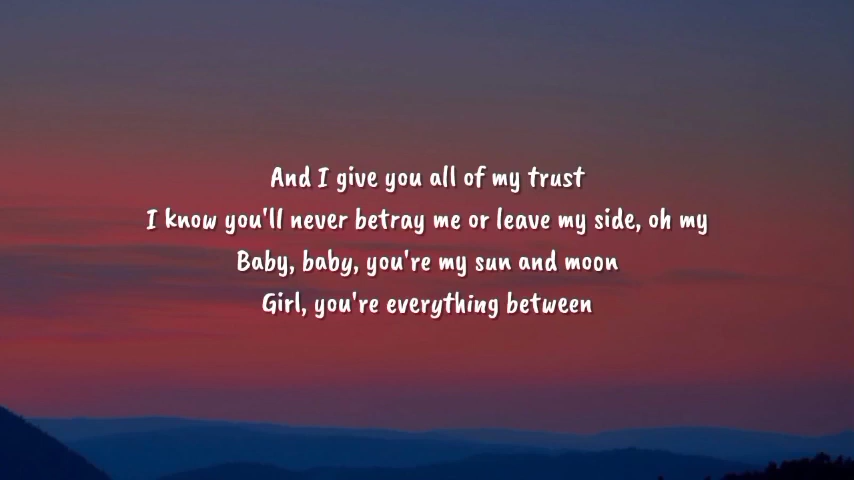 And I give you all of my trust
I know you'll never betray me or leave my side, oh my
Baby, baby, you're my sun and moon
Girl, you're everything between